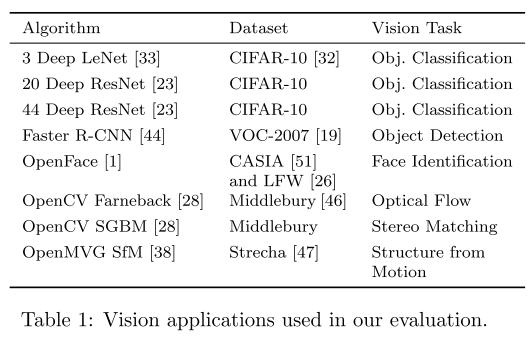 Algorithm Dataset Vision Task
3 Deep LeNet [33] CIFAR-10 [32] Obj. Classification
20 Deep ResNet [23] CIFAR-10 Obj. Classification
44 Deep ResNet [23] CIFAR-10 Obj. Classification
Faster R-CNN [44] VOC-2007 [19] Object Detection
OpenFace [1] CASIA [51] Face Identification
and LFW [26]
OpenCV Farneback [28] Middlebury [46] Optical Flow
OpenCV SGBM [28] Middlebury Stereo Matching
OpenMVG SfM [38] Strecha [47] Structure from
Motion
Table 1: Vision applications used in our evaluation.